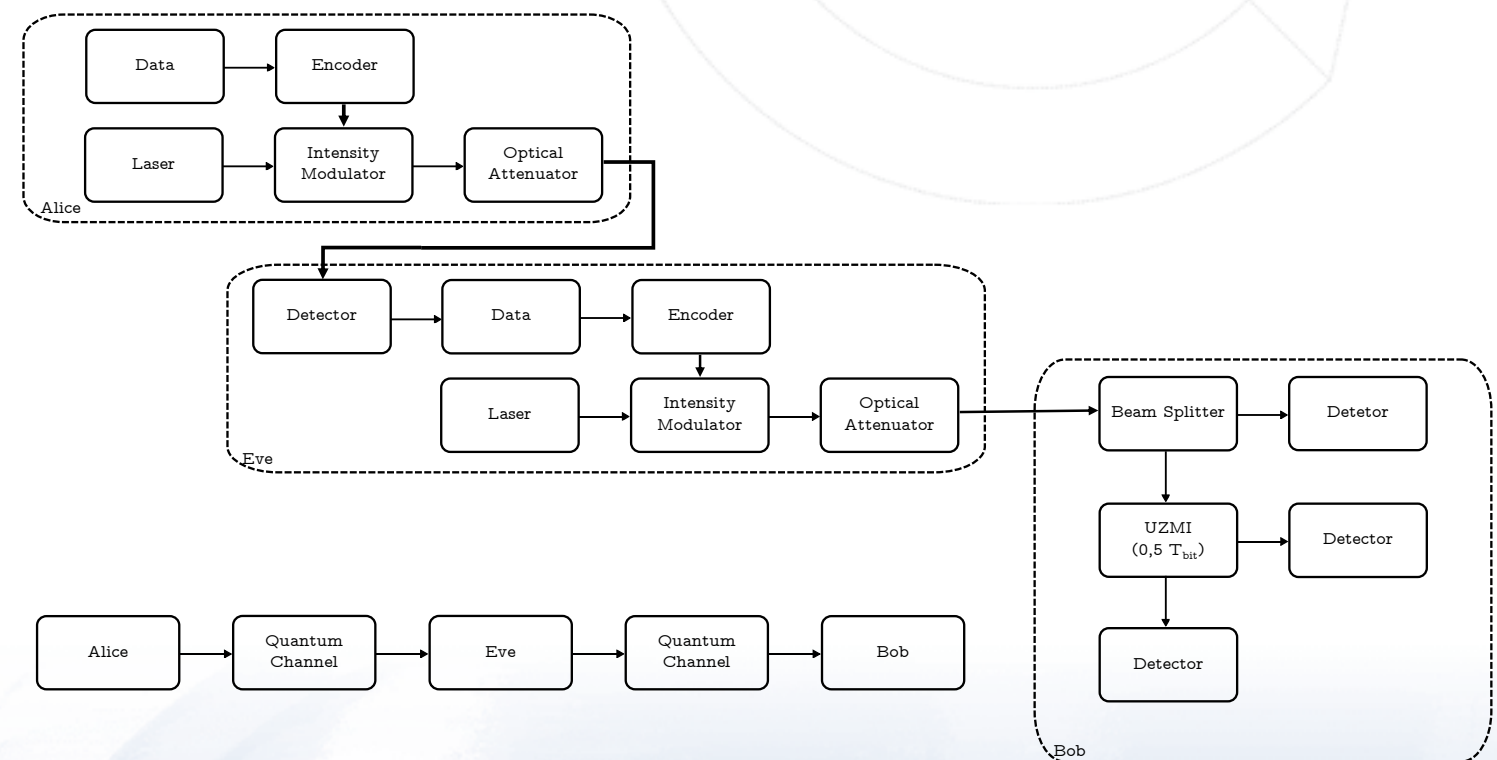 Data
Encoder
Laser
Intensity
Modulator
Optical
Attenuator
Alice
Detector
Data
Encoder
Laser
Intensity
Modulator
Optical
Attenuator
Eve
Beam Splitter
Detetor
UZMI
(0,5 T_bit)
Detector
Detector
Bob
Alice
Quantum
Channel
Eve
Quantum
Channel
Bob